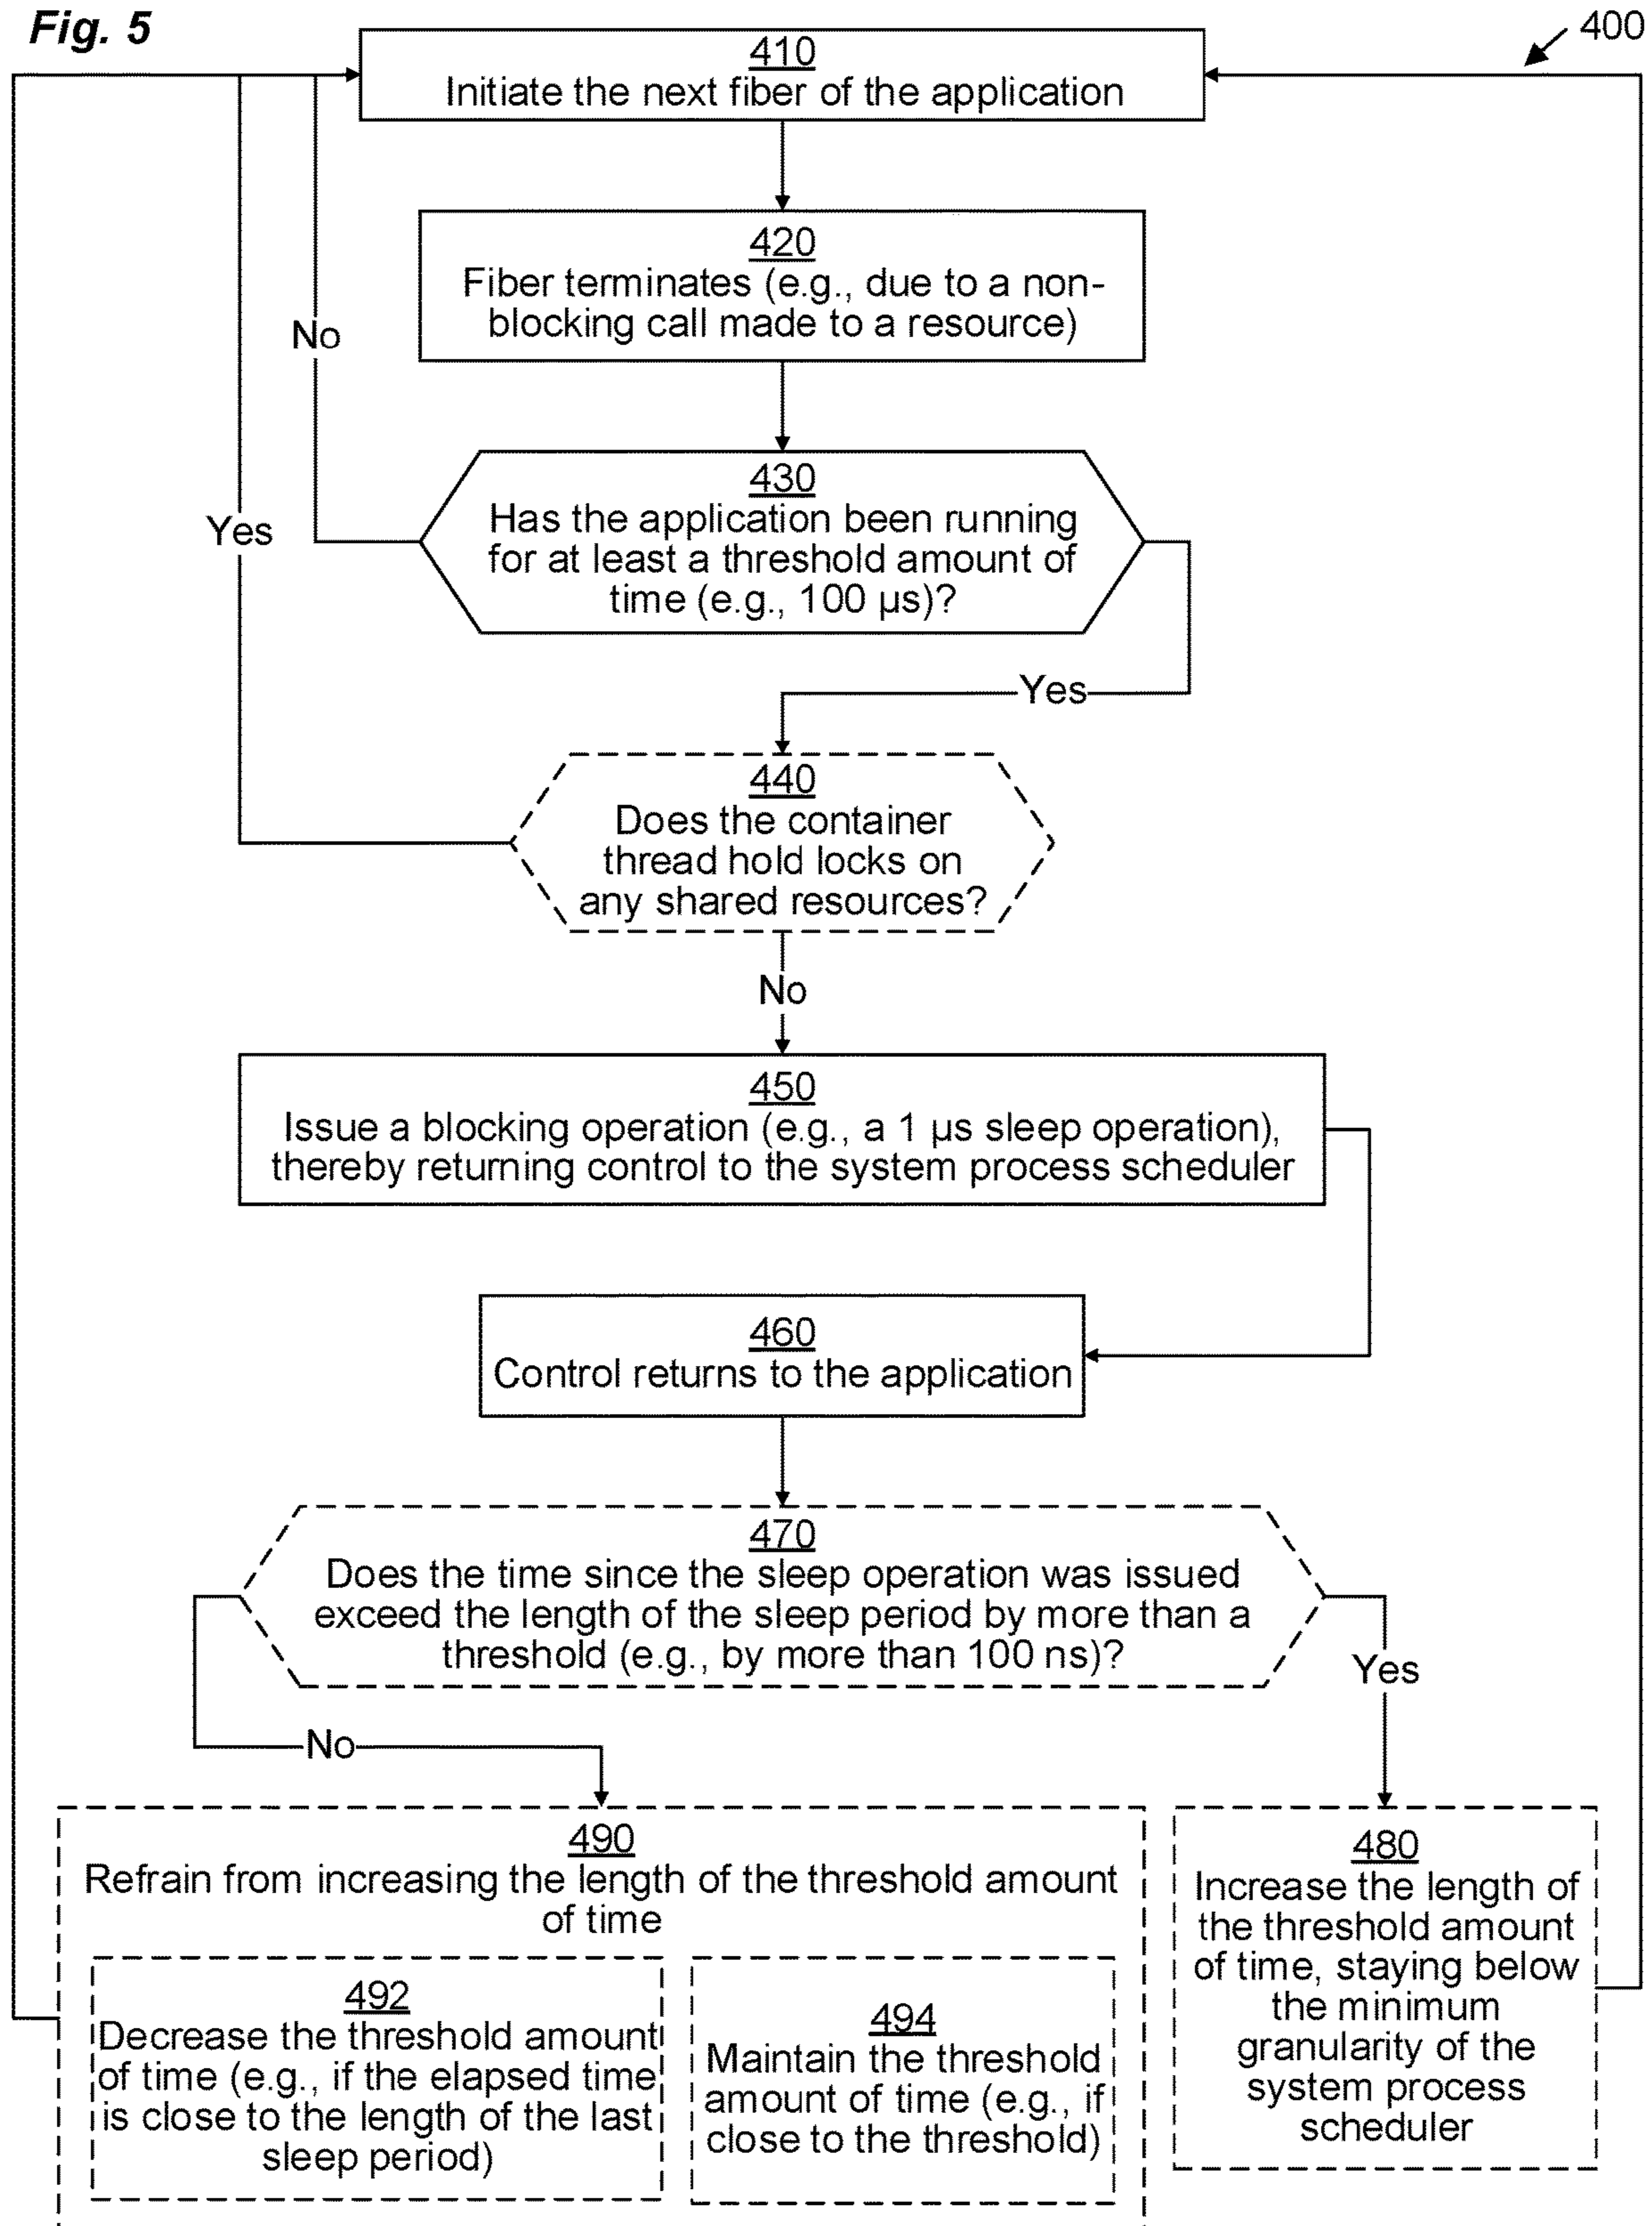 Fig. 5
400
410
Initiate the next fiber of the application
420
Fiber terminates (e.g., due to a non-
blocking call made to a resource)
No
430
Has the application been running
for at least a threshold amount of
time (e.g., 100 µs)?
Yes
Yes
440
Does the container
thread hold locks on
any shared resources?
No
450
Issue a blocking operation (e.g., a 1 µs sleep operation),
thereby returning control to the system process scheduler
460
Control returns to the application
470
Does the time since the sleep operation was issued
exceed the length of the sleep period by more than a
threshold (e.g., by more than 100 ns)?
Yes
No
490
Refrain from increasing the length of the threshold amount
of time
492
Decrease the threshold amount
of time (e.g., if the elapsed time
is close to the length of the last
sleep period)
494
Maintain the threshold
amount of time (e.g., if
close to the threshold)
480
Increase the length of
the threshold amount
of time, staying below
the minimum
granularity of the
system process
scheduler